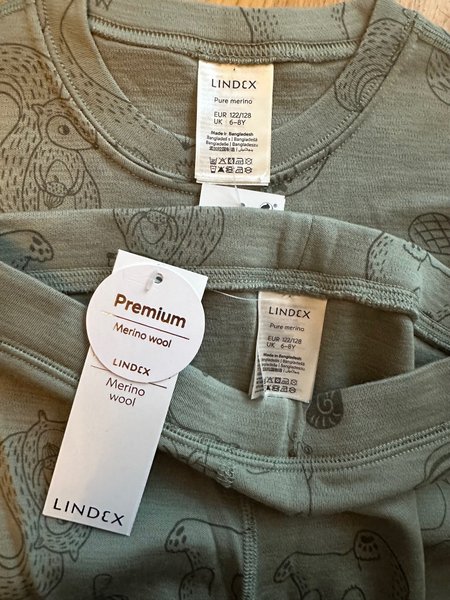 LINDEX
Pure merino
EUR 122/128
UK 6-8Y
Made in Bangladesh
LINDEX
Pure merino
EUR 122/128
UK 6-8Y
Made in Bangladesh
Premium
Merino wool
LINDEX
Merino
wool
LINDEX